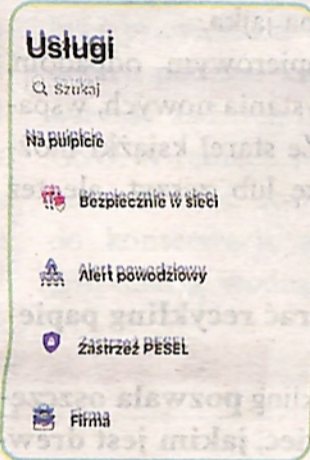 Usługi
Szukaj
Na pulpicie
Bezpiecznie w sieci
Alert powodziowy
Zastrzeż PESEL
Firma